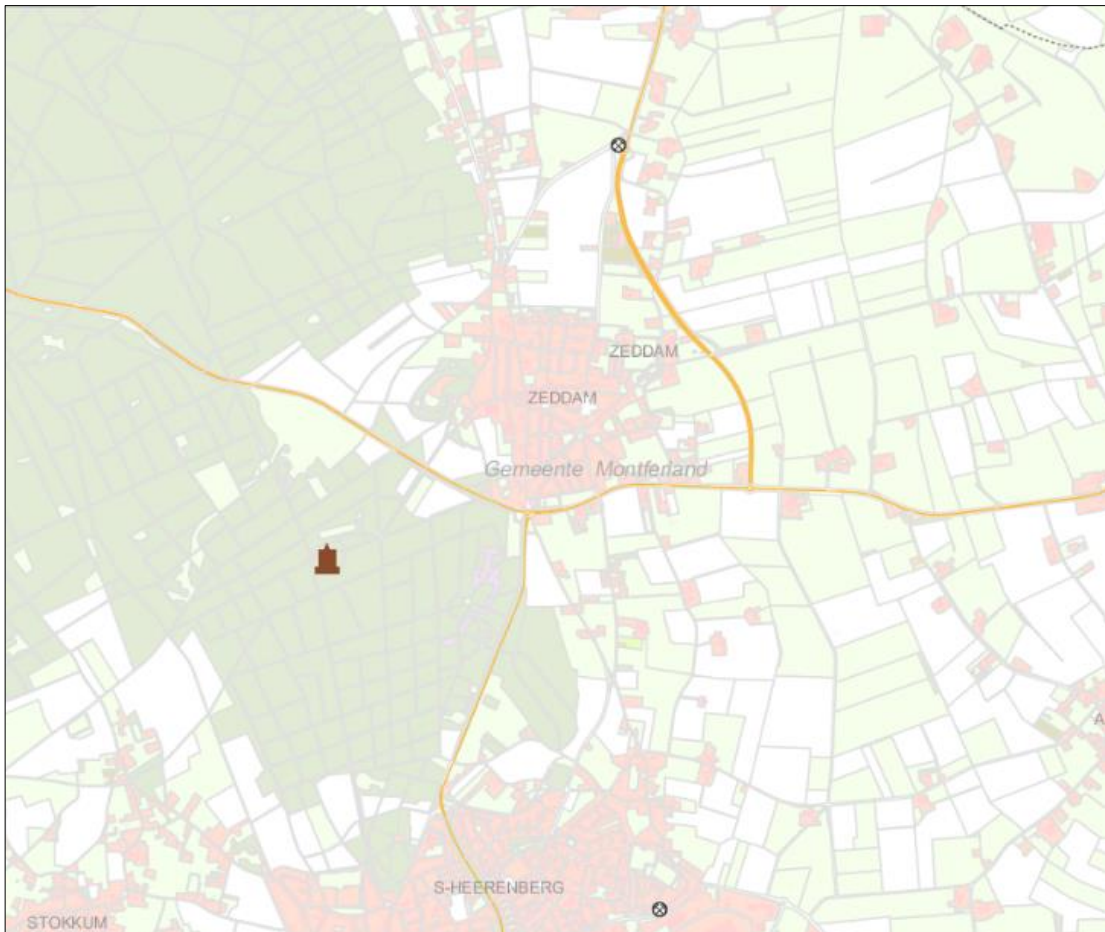 ZEDDAM
ZEDDAM
Gemeente Montferland
A
S-HEERENBERG
STOKKUM